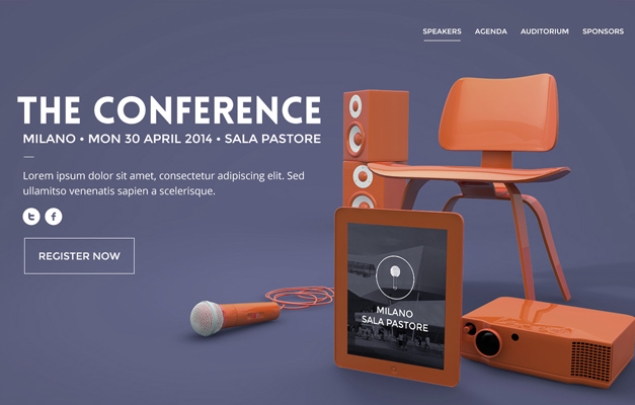 SPEAKERS AGENDA AUDITORIUM SPONSORS
THE CONFERENCE
MILANO • MON 30 APRIL 2014 • SALA PASTORE
Lorem ipsum dolor sit amet, consectetur adipiscing elit. Sed
ullamitso venenatis sapien a scelerisque.
REGISTER NOW
MILANO
SALA PASTORE